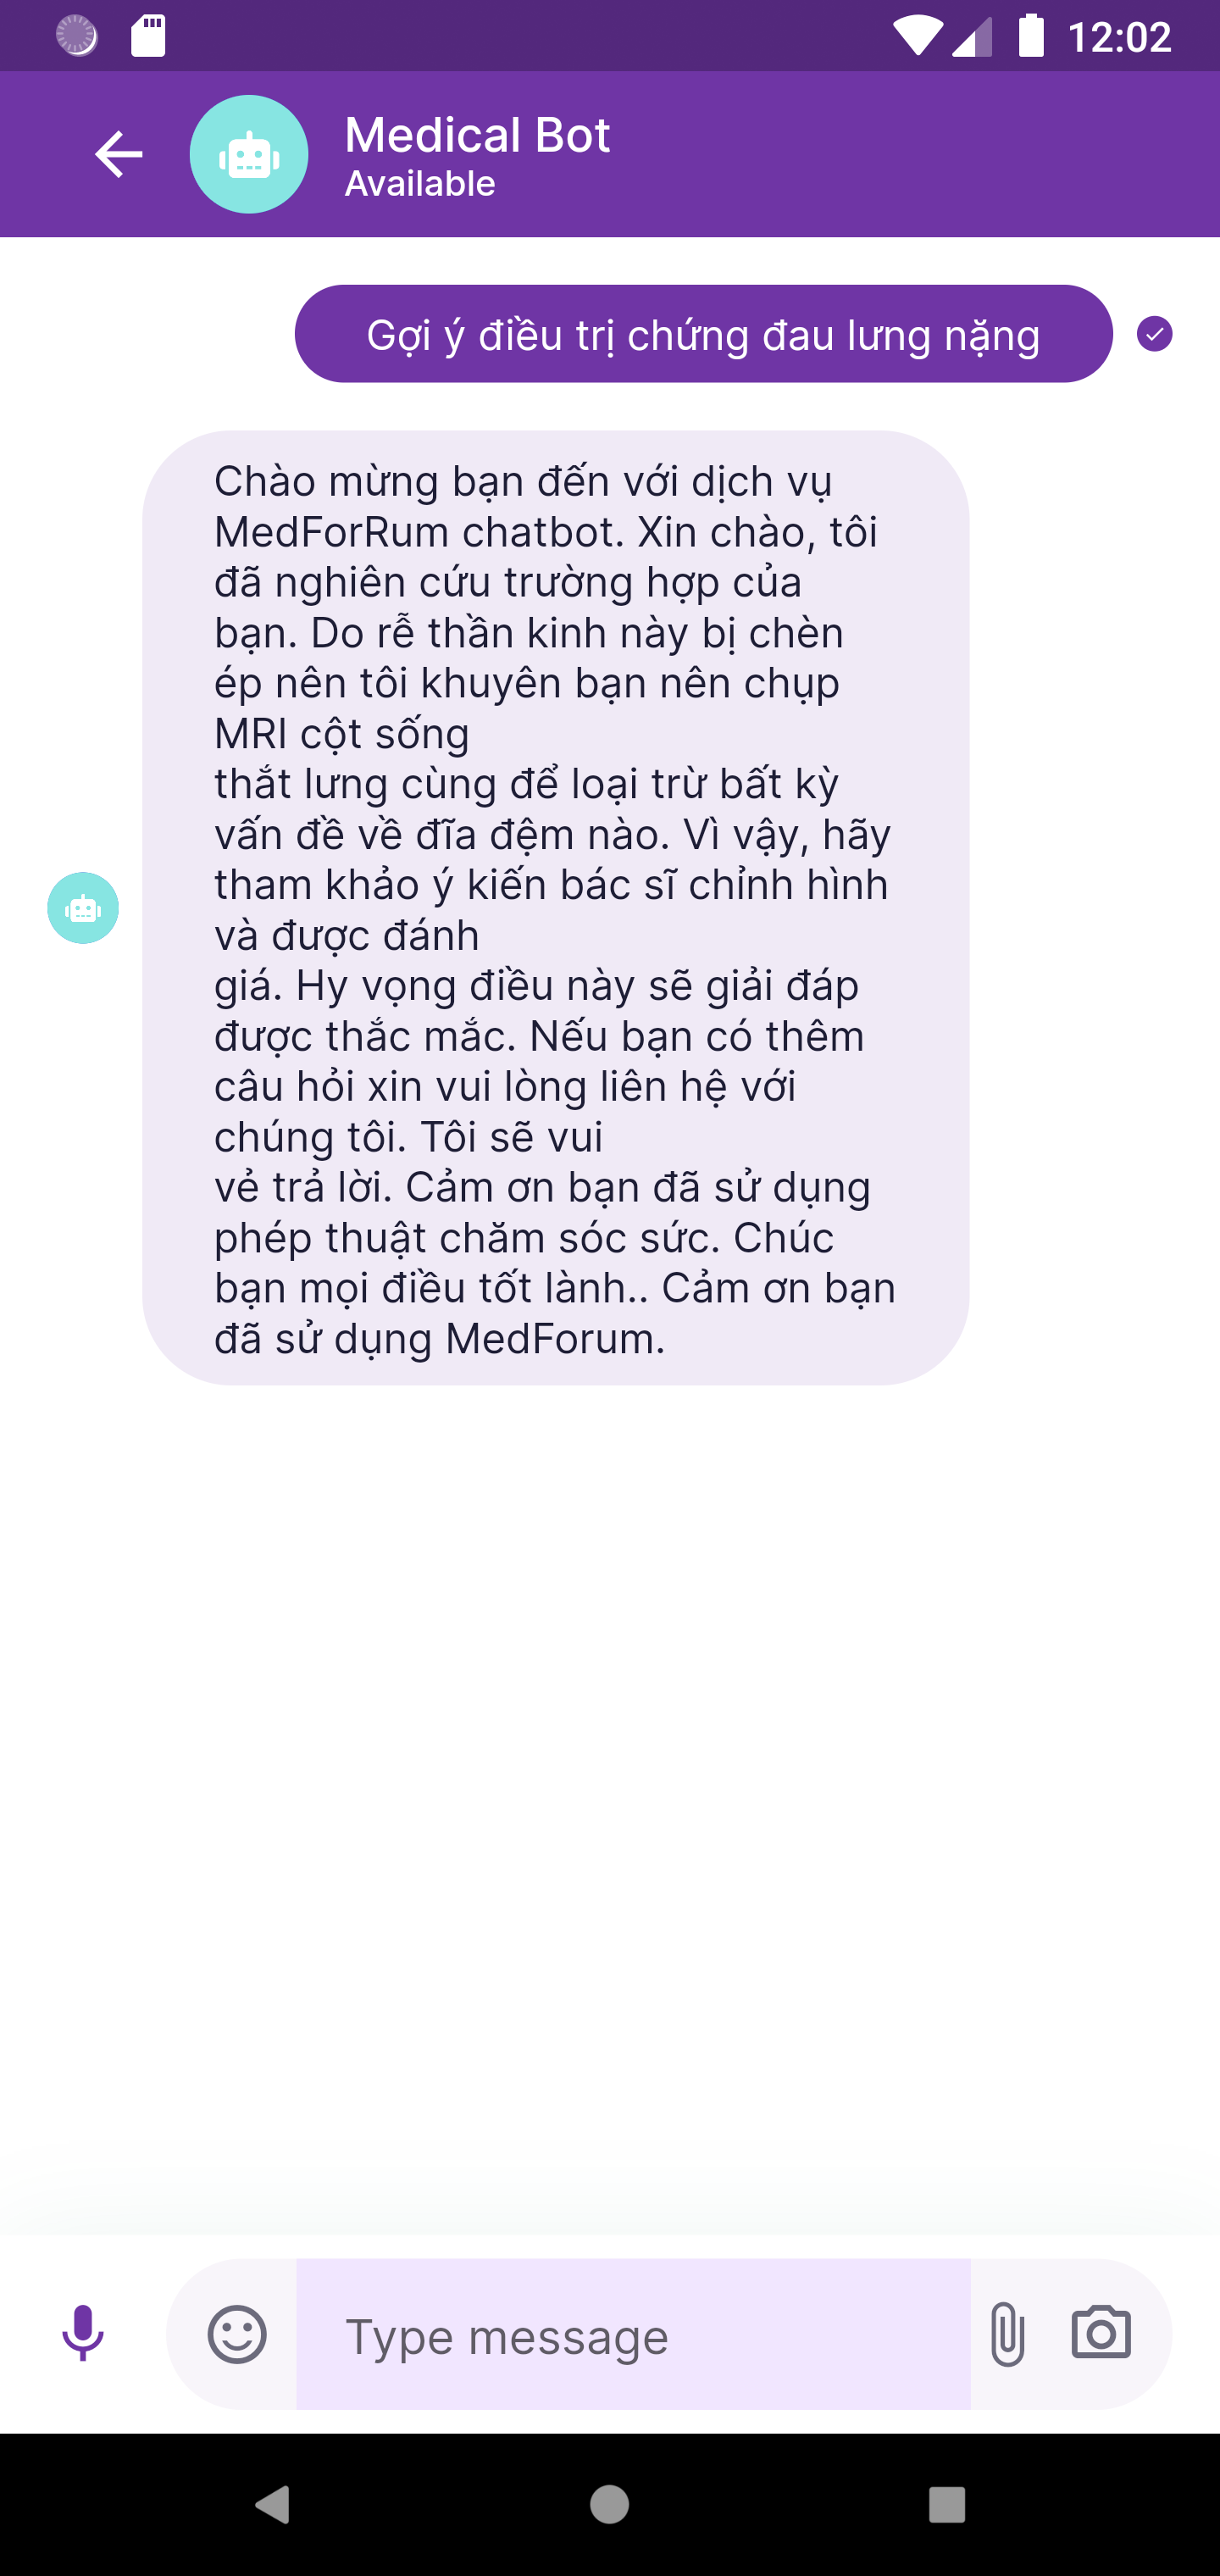 12:02
Medical Bot
Available
Gợi ý điều trị chứng đau lưng nặng
Chào mừng bạn đến với dịch vụ
MedForRum chatbot. Xin chào, tôi
đã nghiên cứu trường hợp của
bạn. Do rễ thần kinh này bị chèn
ép nên tôi khuyên bạn nên chụp
MRI cột sống
thắt lưng cùng để loại trừ bất kỳ
vấn đề về đĩa đệm nào. Vì vậy, hãy
tham khảo ý kiến bác sĩ chỉnh hình
và được đánh
giá. Hy vọng điều này sẽ giải đáp
được thắc mắc. Nếu bạn có thêm
câu hỏi xin vui lòng liên hệ với
chúng tôi. Tôi sẽ vui
vẻ trả lời. Cảm ơn bạn đã sử dụng
phép thuật chăm sóc sức. Chúc
bạn mọi điều tốt lành.. Cảm ơn bạn
đã sử dụng MedForum.
Type message